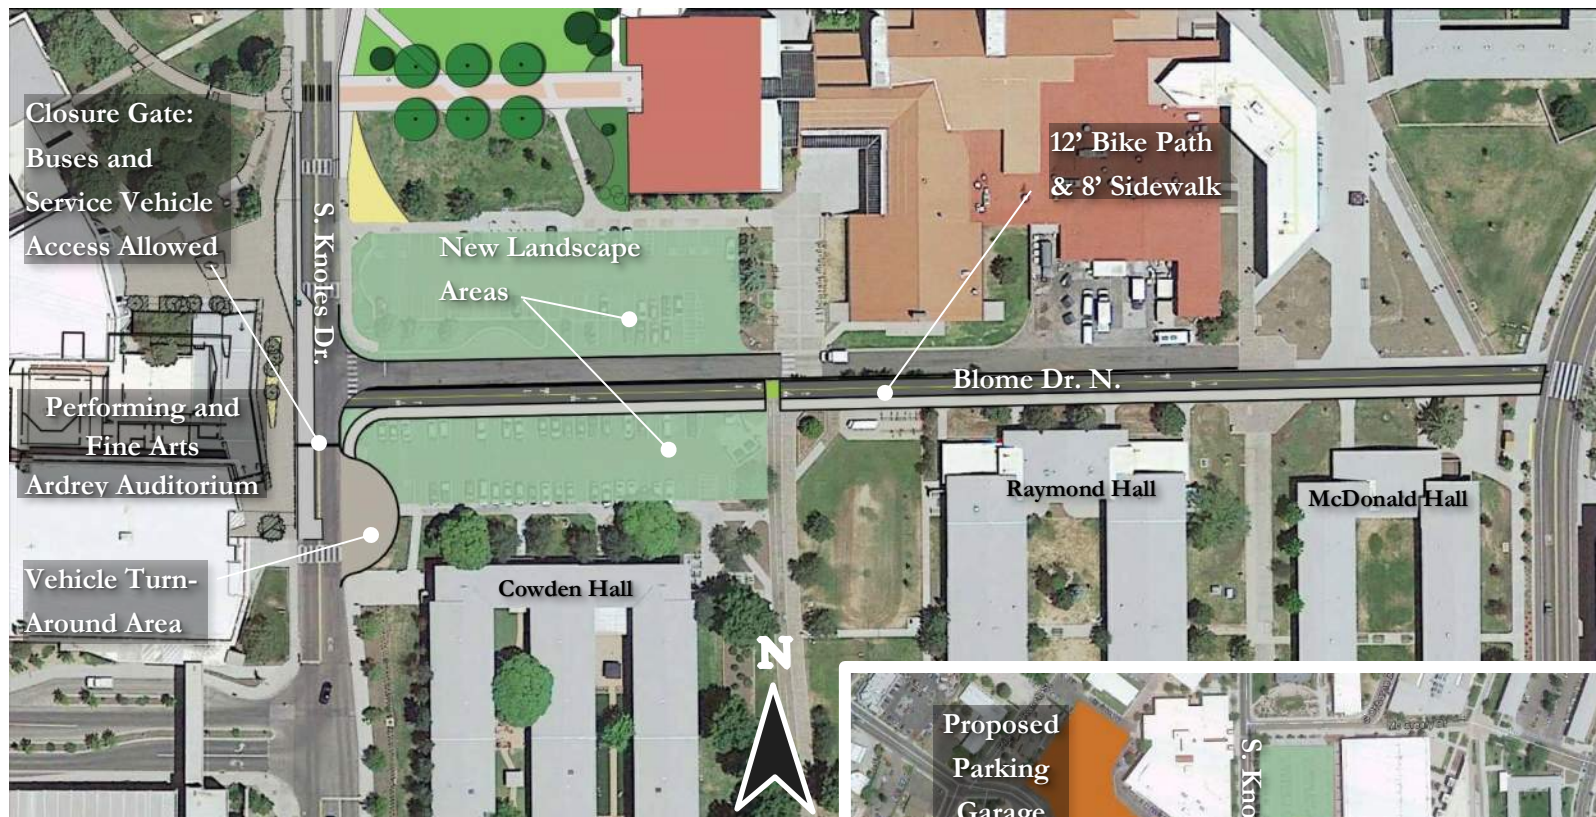 Closure Gate:
Buses and
Service Vehicle
Access Allowed
S. Knoles Dr.
New Landscape
Areas
12’ Bike Path
& 8’ Sidewalk
Blome Dr. N.
Performing and
Fine Arts
Ardrey Auditorium
Raymond Hall
McDonald Hall
Vehicle Turn-
Around Area
Cowden Hall
N
Proposed
Parking
Garage
S. Kno